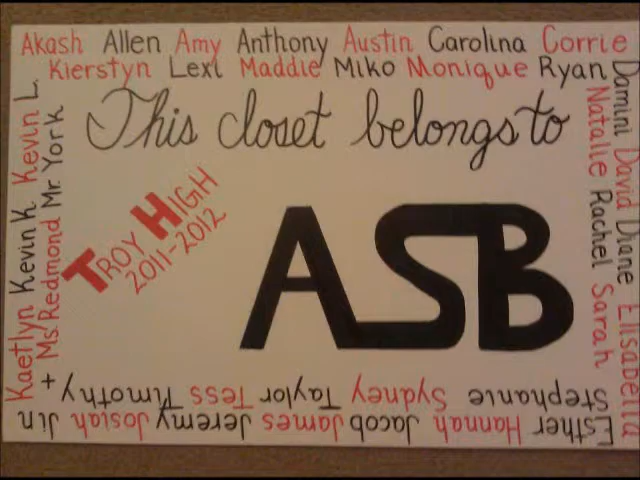 Akash Allen Amy Anthony Austin Carolina Corrie
Damini David Diane Elisabella
Esther Hannah Jacob James Jeremy Josiah Jin
Kaetlyn Kevin K. Kevin L.
Kierstyn Lexi Maddie Miko Monique Ryan
Natalie Rachel Sarah
Stephanie Sydney Taylor Tess Timothy +
Ms. Redmond Mr. York
This closet belongs to
TROY HIGH
2011-2012
ASB